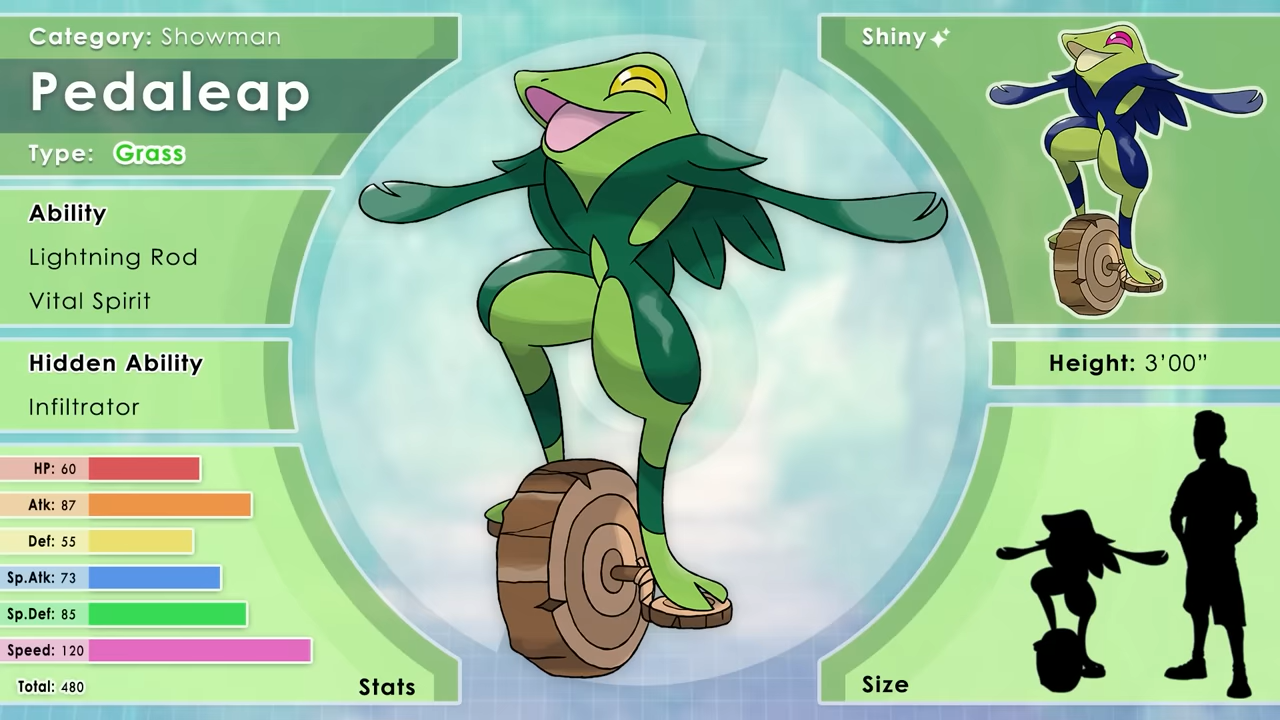 Category: Showman
Pedaleap
Type: Grass
Ability
Lightning Rod
Vital Spirit
Hidden Ability
Infiltrator
HP: 60
Atk: 87
Def: 55
Sp.Atk: 73
Sp.Def: 85
Speed: 120
Total: 480
Stats
Shiny
Height: 3’00”
Size